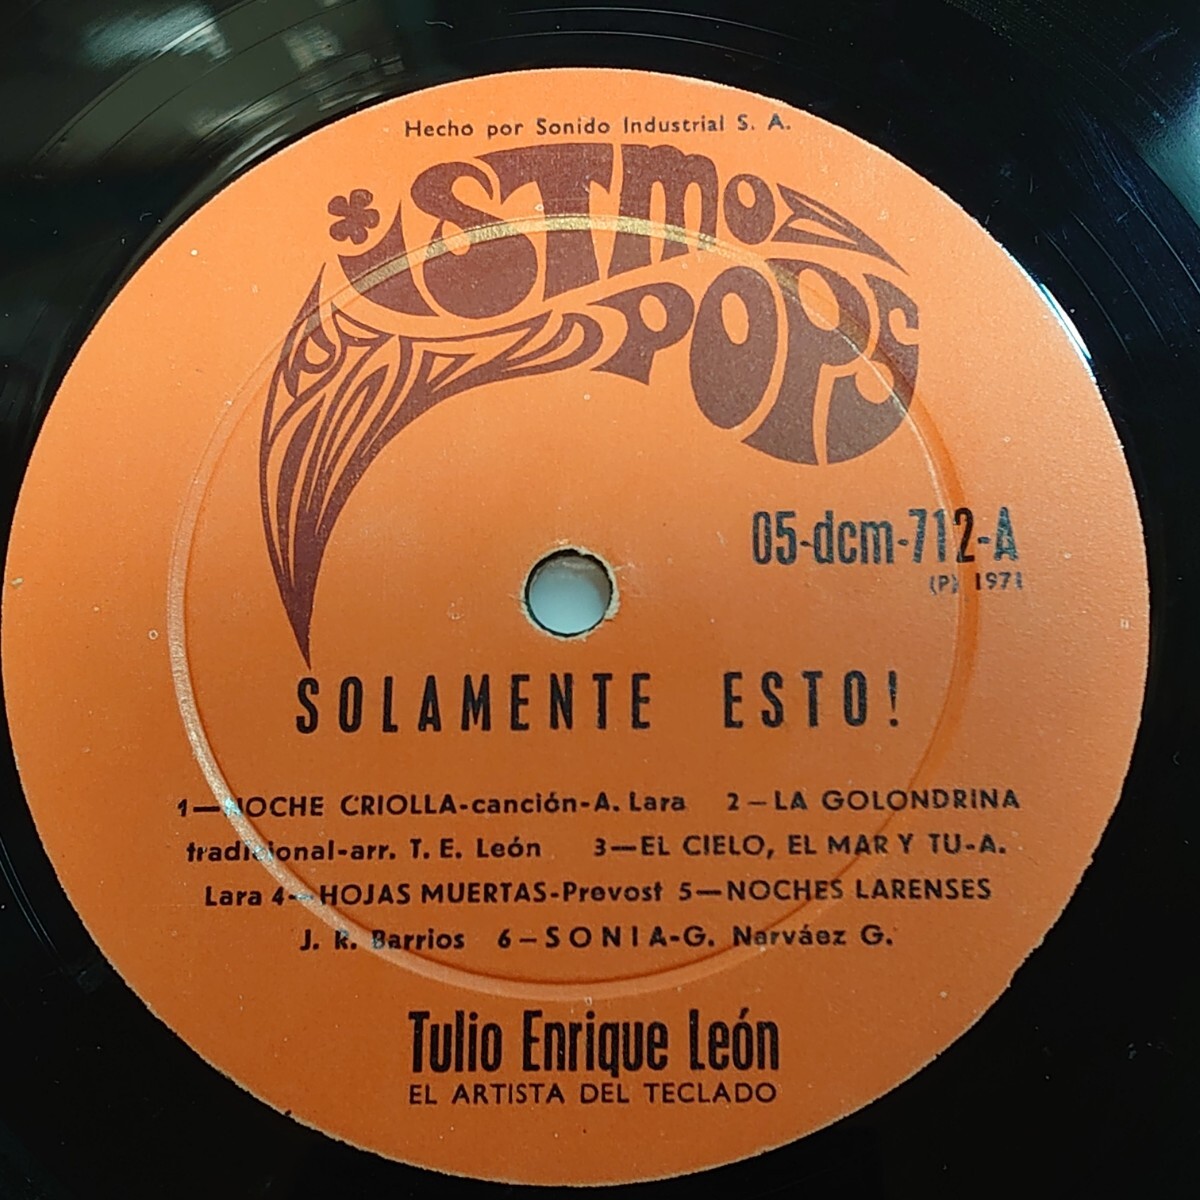 Hecho por Sonido Industrial S. A.
iSTmo
POPS
05-dcm-712-A
(P) 1971
SOLAMENTE ESTO!
1—NOCHE CRIOLLA-canción-A. Lara 2—LA GOLONDRINA
tradicional-arr. T. E. León 3—EL CIELO, EL MAR Y TU-A.
Lara 4—HOJAS MUERTAS-Prevost 5—NOCHES LARENSES
J. R. Barrios 6—SONIA-G. Narváez G.
Tulio Enrique León
EL ARTISTA DEL TECLADO